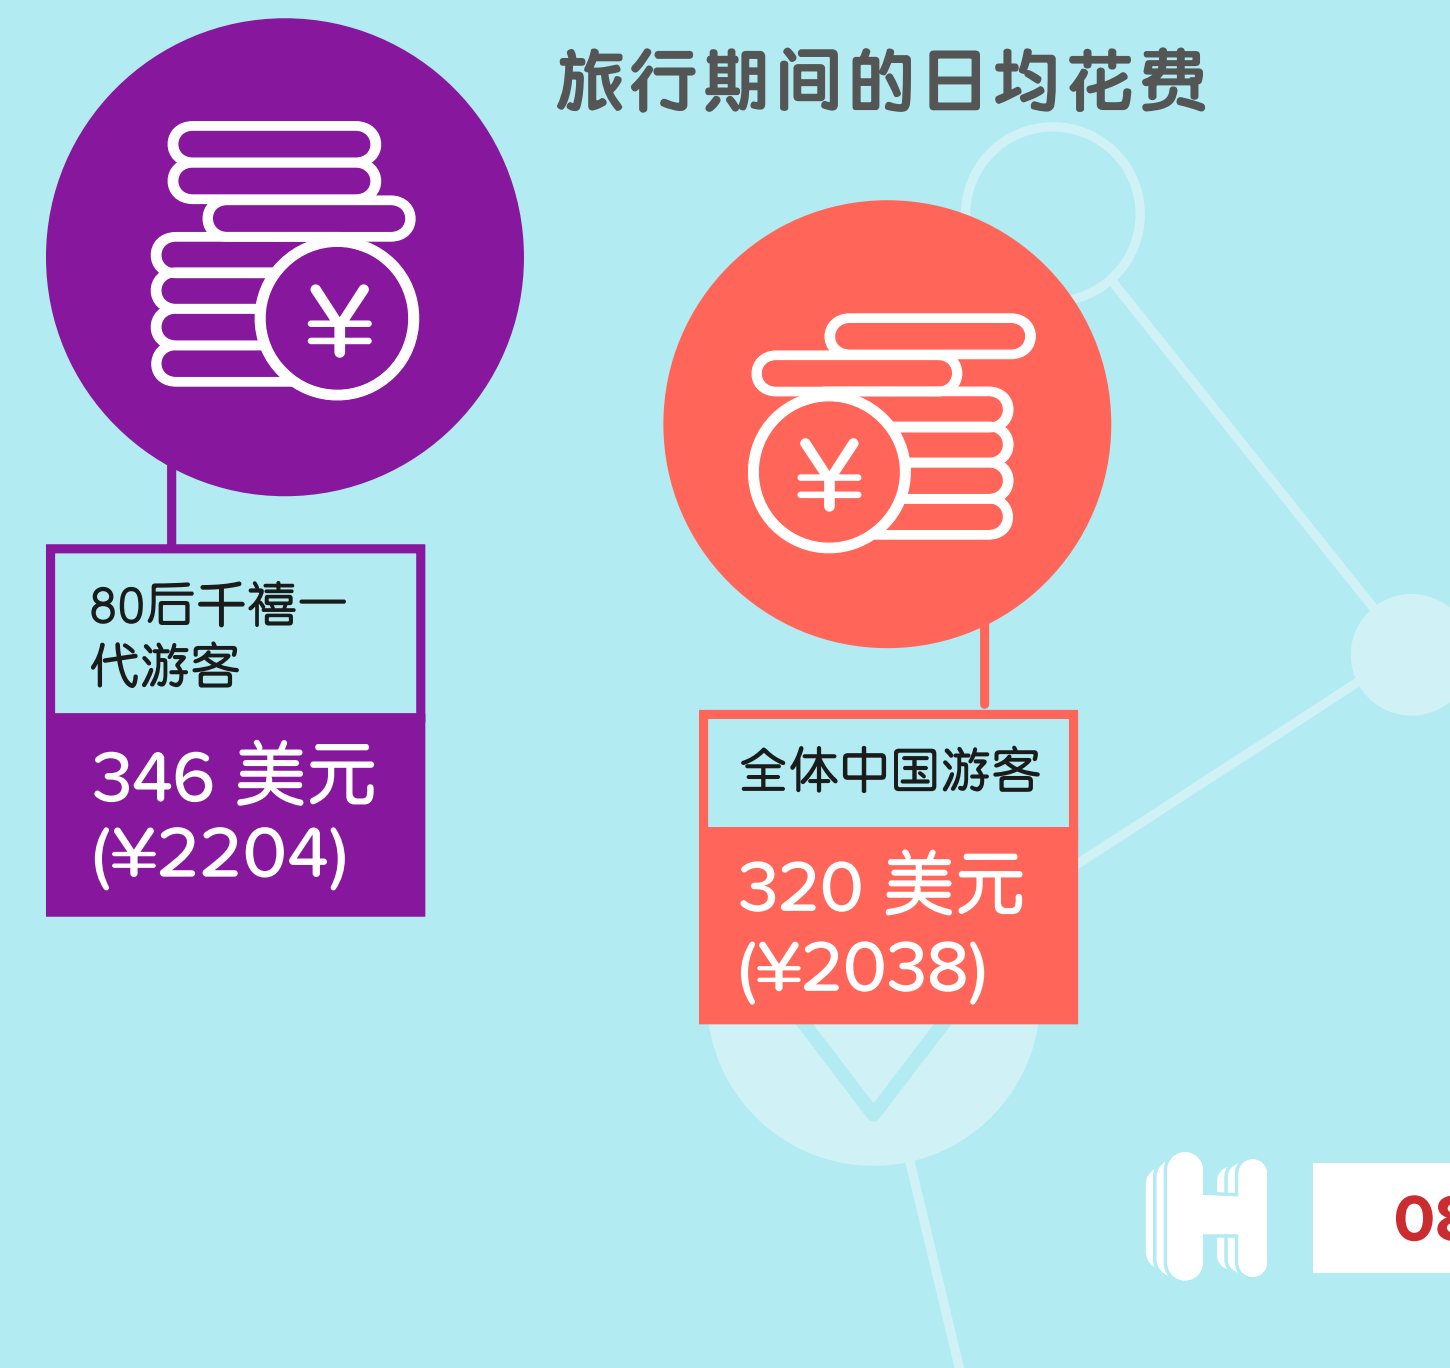 旅行期间的日均花费
80后千禧一
代游客
346 美元
(¥2204)
全体中国游客
320 美元
(¥2038)
¥
¥
08